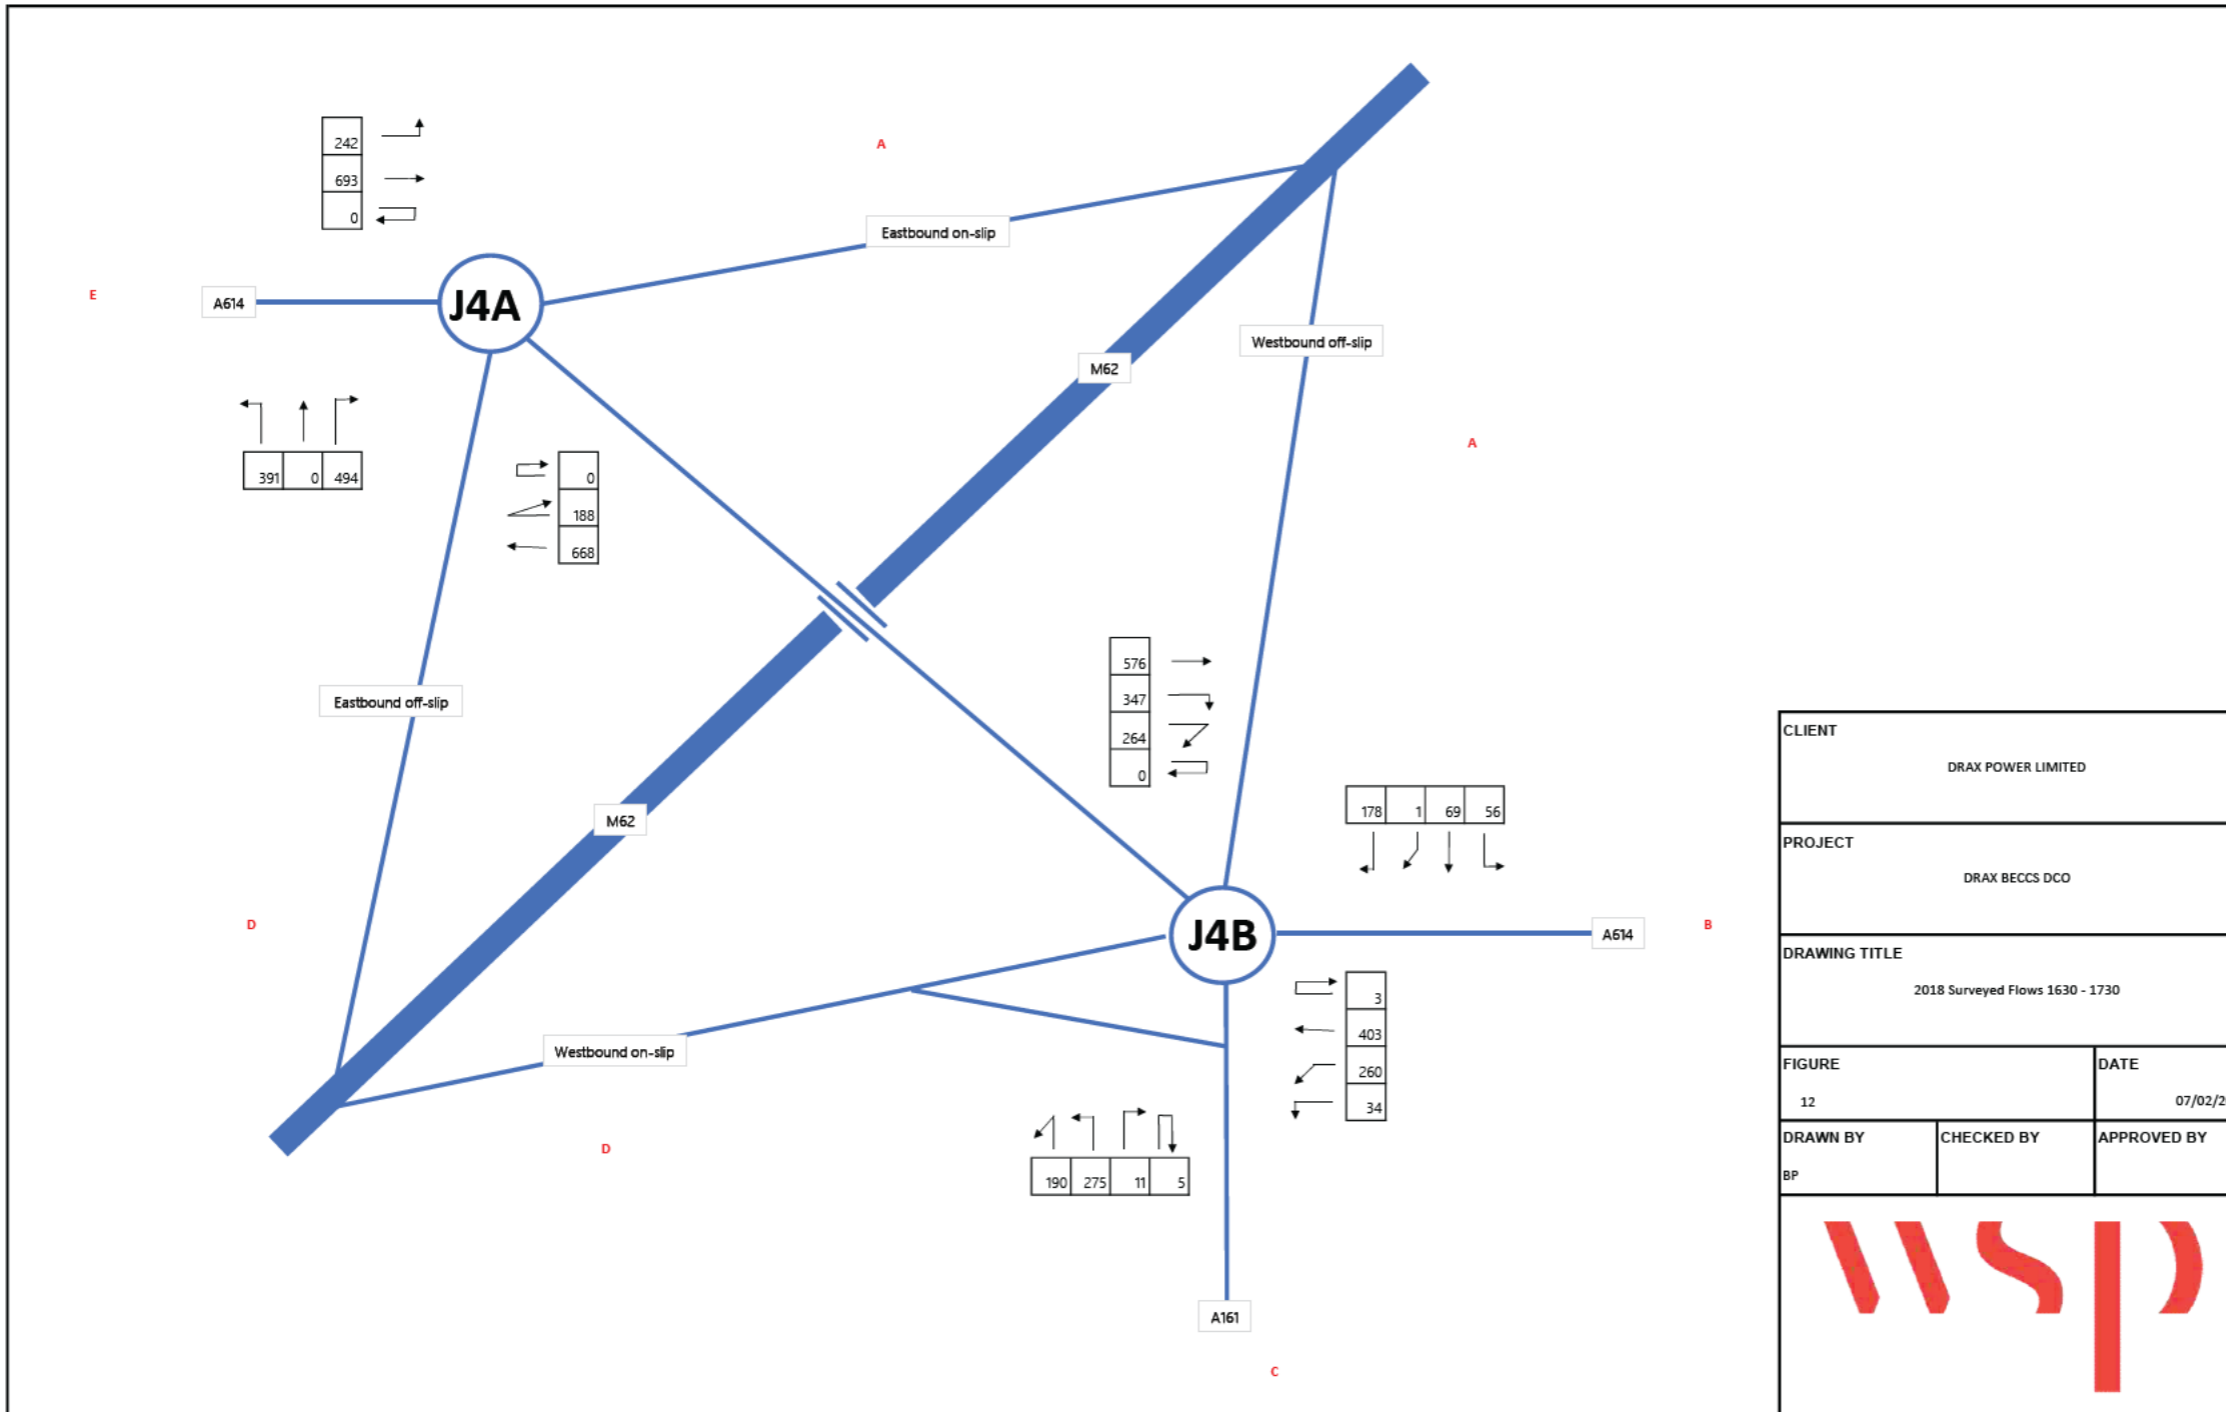 242
693
0
A
Eastbound on-slip
E
A614
J4A
Westbound off-slip
M62
A
391 0 494
0
188
668
576
347
264
0
Eastbound off-slip
M62
178 1 69 56
D
J4B
A614
B
3
403
260
34
Westbound on-slip
D
190 275 11 5
A161
C
CLIENT
DRAX POWER LIMITED
PROJECT
DRAX BECCS DCO
DRAWING TITLE
2018 Surveyed Flows 1630 - 1730
FIGURE DATE
12 07/02/2
DRAWN BY CHECKED BY APPROVED BY
BP
wsp